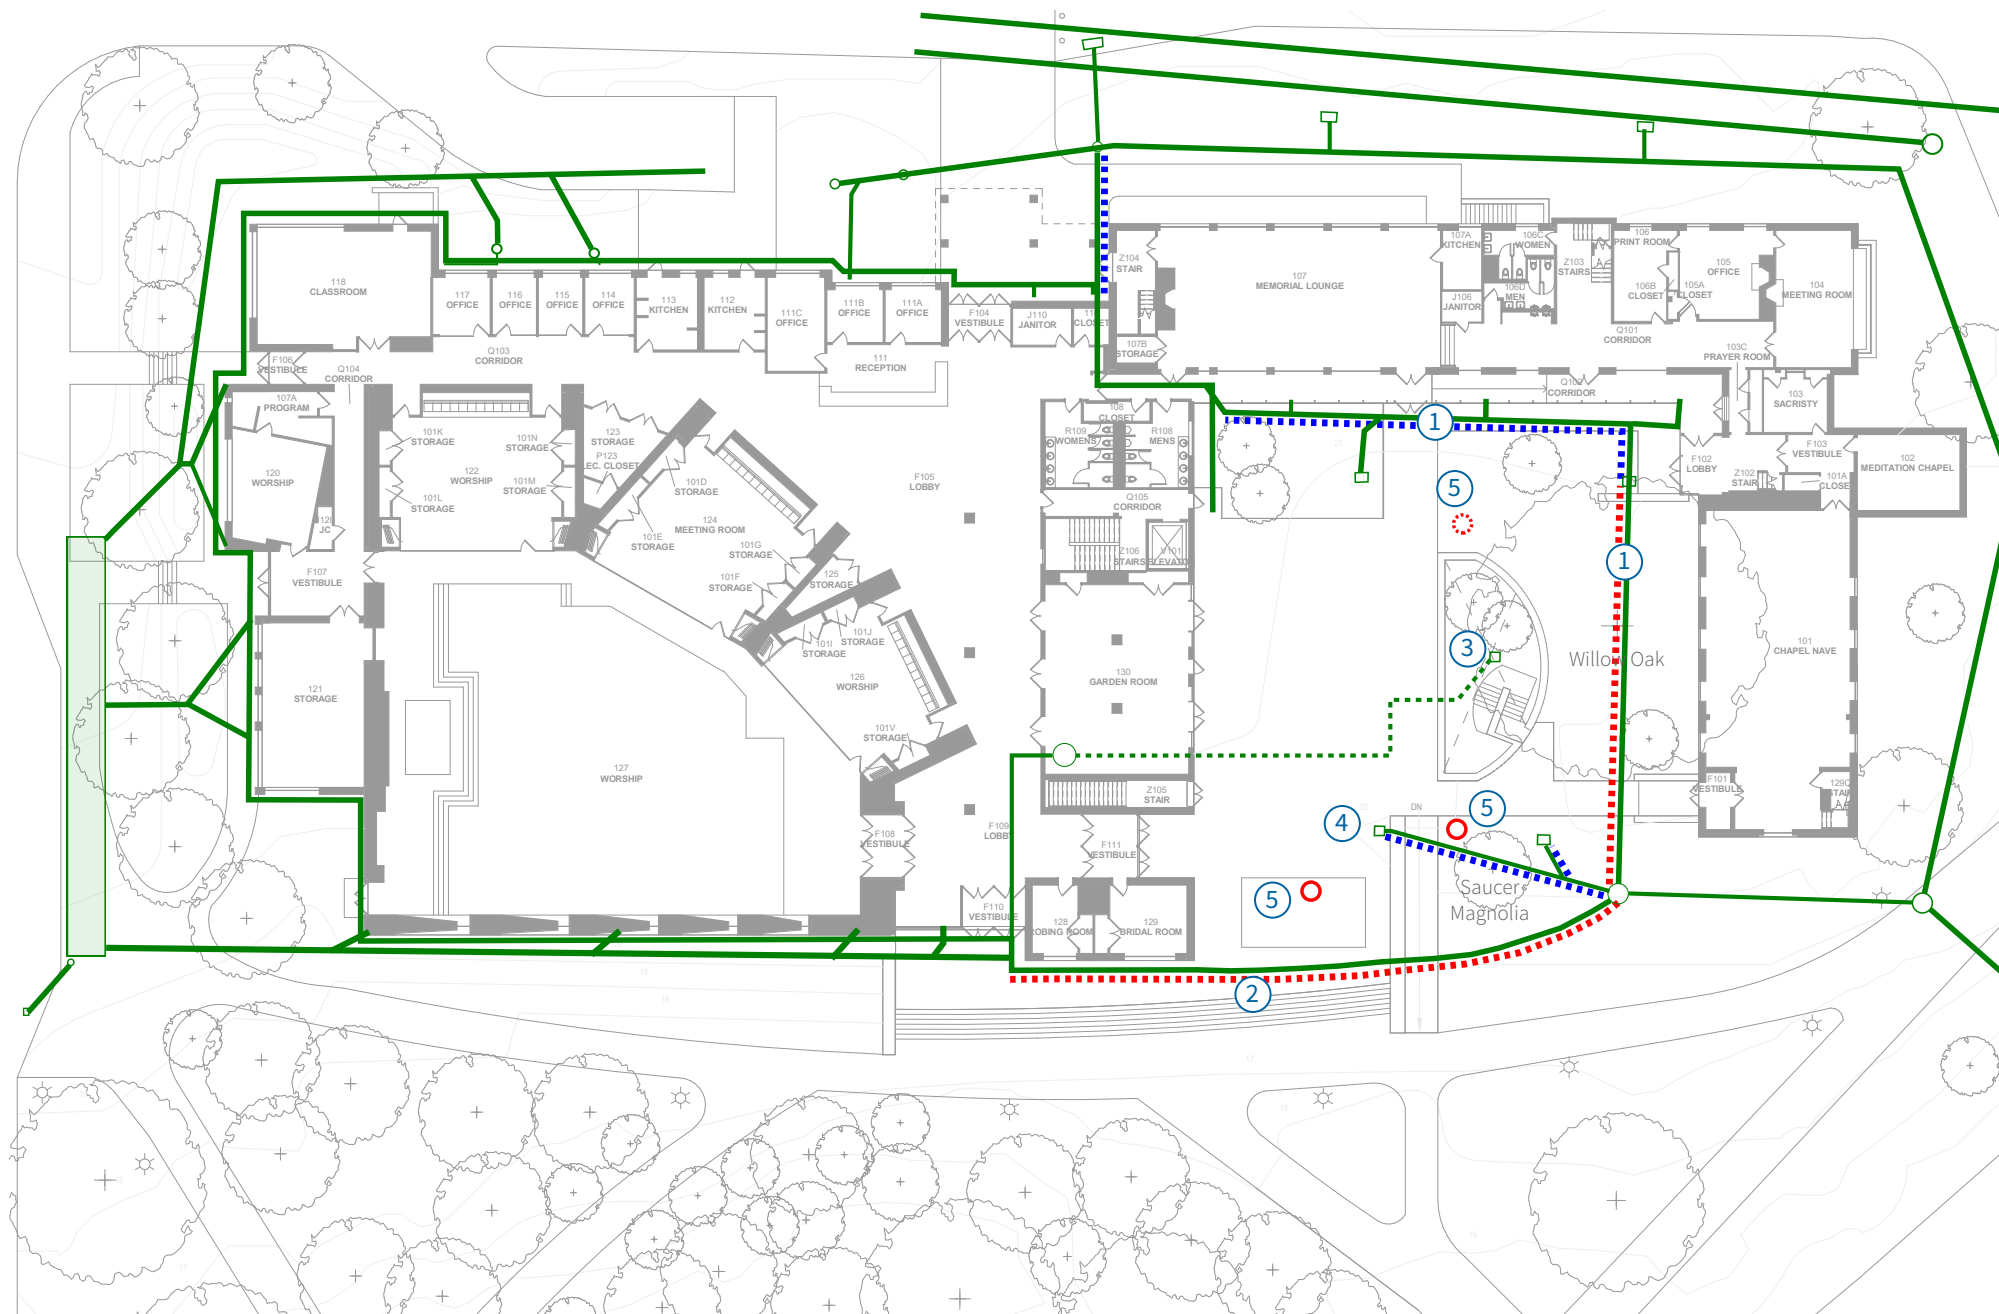 107A
KITCHEN
106C
WOMEN
106
PRINT ROOM
Z104
STAIR
Z103
STAIRS
105
OFFICE
107
MEMORIAL LOUNGE
118
CLASSROOM
117
OFFICE
116
OFFICE
115
OFFICE
114
OFFICE
113
KITCHEN
112
KITCHEN
111C
OFFICE
111B
OFFICE
111A
OFFICE
F104
VESTIBULE
J110
JANITOR
CLOSET
106D
MEN
J106
JANITOR
106B
CLOSET
105A
CLOSET
104
MEETING ROOM
Q101
CORRIDOR
107B
STORAGE
103C
PRAYER ROOM
Q103
CORRIDOR
111
RECEPTION
F106
VESTIBULE
Q104
CORRIDOR
Q102
CORRIDOR
103
SACRISTY
107A
PROGRAM
108
CLOSET
1
101K
STORAGE
101N
STORAGE
123
STORAGE
R109
WOMENS
R108
MENS
F103
VESTIBULE
F102
LOBBY
102
MEDITATION CHAPEL
P123
120
WORSHIP
122
WORSHIP
101M
STORAGE
101D
STORAGE
F105
LOBBY
Z102
STAIR
101A
5
101L
STORAGE
Q105
CORRIDOR
JC
124
MEETING ROOM
101E
STORAGE
101G
STORAGE
Z106
STAIRS
V101
ELEVATOR
1
F107
VESTIBULE
101F
STORAGE
125
STORAGE
101J
STORAGE
101I
STORAGE
3
Willow Oak
101
CHAPEL NAVE
126
WORSHIP
130
GARDEN ROOM
121
STORAGE
101V
STORAGE
127
WORSHIP
Z105
STAIR
F101
VESTIBULE
DN
5
4
F108
VESTIBULE
F109
LOBBY
F111
VESTIBULE
Saucer
Magnolia
5
F110
VESTIBULE
128
ROBING ROOM
129
BRIDAL ROOM
2